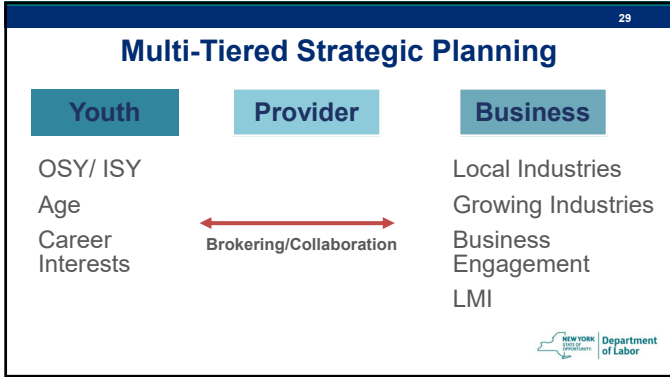 29
Multi-Tiered Strategic Planning
Youth
Provider
Business
OSY/ ISY
Age
Career
Interests
Brokering/Collaboration
Local Industries
Growing Industries
Business
Engagement
LMI
NEW YORK
STATE OF
OPPORTUNITY.
Department
of Labor